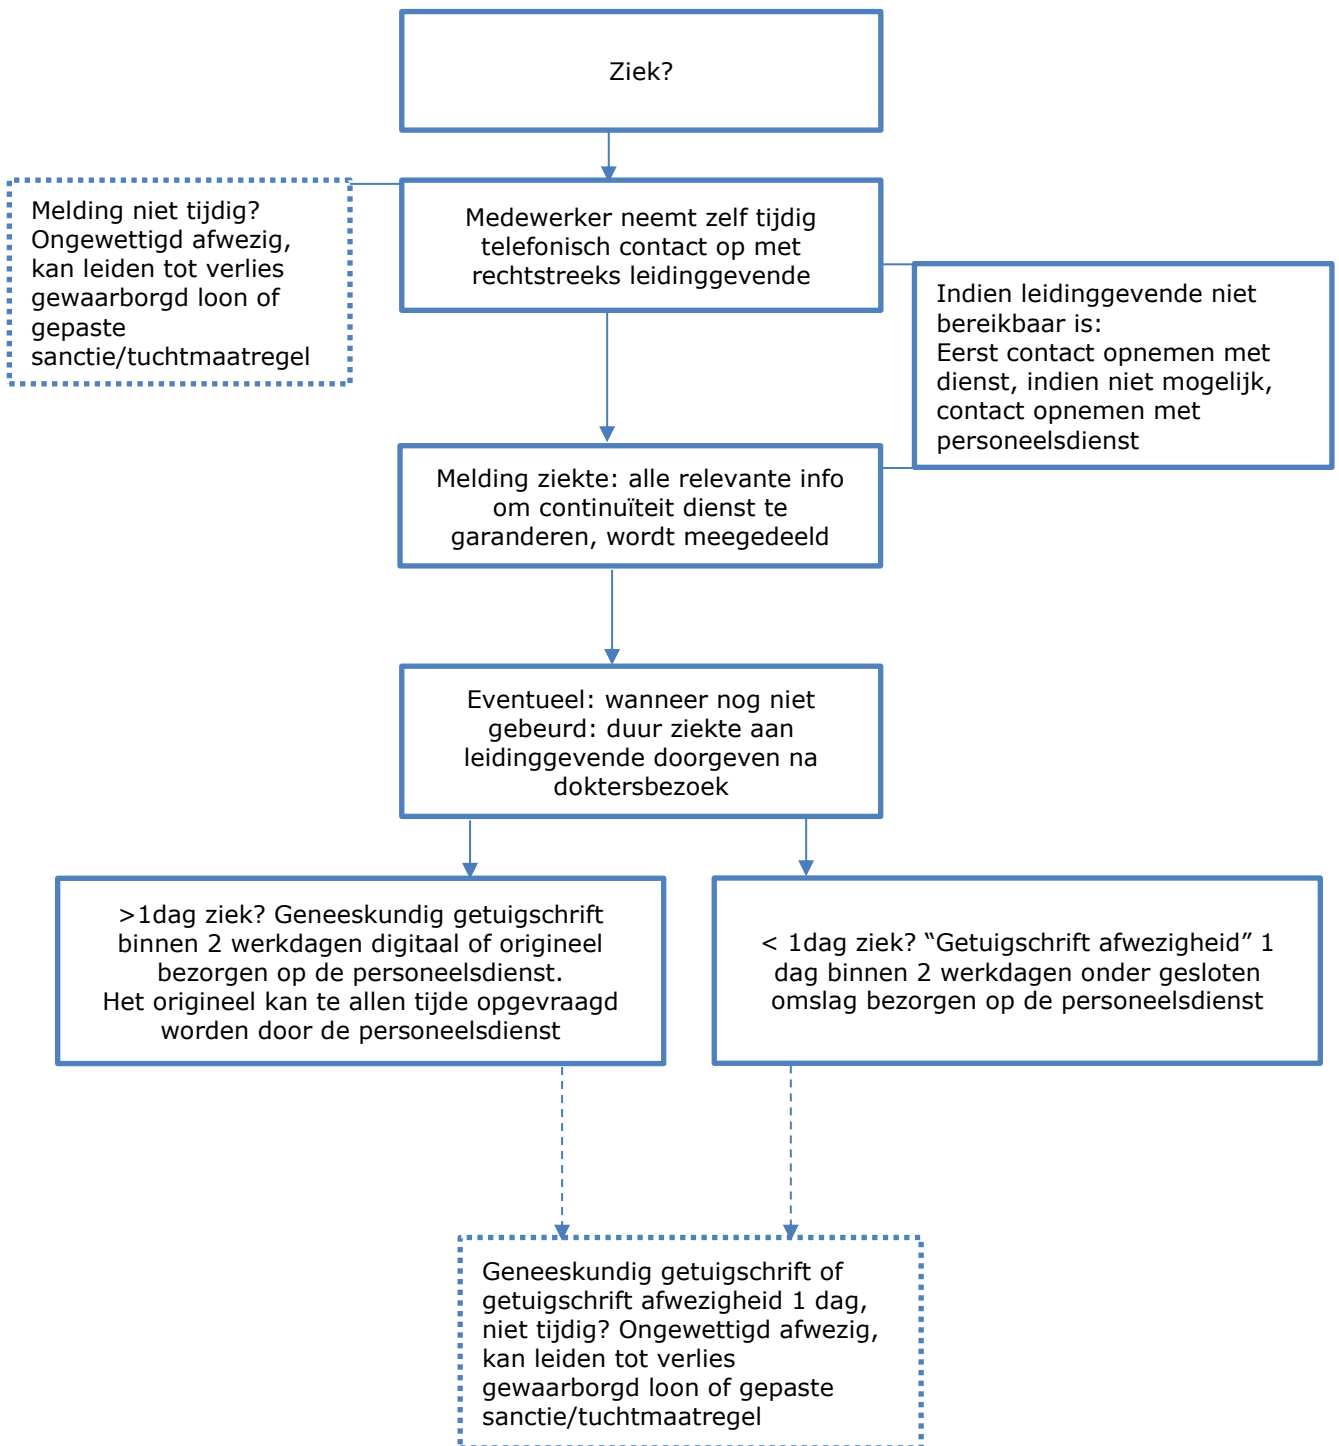 Ziek?
Melding niet tijdig?
Ongewettigd afwezig,
kan leiden tot verlies
gewaarborgd loon of
gepaste
sanctie/tuchtmaatregel
Medewerker neemt zelf tijdig
telefonisch contact op met
rechtstreeks leidinggevende
Indien leidinggevende niet
bereikbaar is:
Eerst contact opnemen met
dienst, indien niet mogelijk,
contact opnemen met
personeelsdienst
Melding ziekte: alle relevante info
om continuïteit dienst te
garanderen, wordt meegedeeld
Eventueel: wanneer nog niet
gebeurd: duur ziekte aan
leidinggevende doorgeven na
doktersbezoek
>1dag ziek? Geneeskundig getuigschrift
binnen 2 werkdagen digitaal of origineel
bezorgen op de personeelsdienst.
Het origineel kan te allen tijde opgevraagd
worden door de personeelsdienst
< 1dag ziek? “Getuigschrift afwezigheid” 1
dag binnen 2 werkdagen onder gesloten
omslag bezorgen op de personeelsdienst
Geneeskundig getuigschrift of
getuigschrift afwezigheid 1 dag,
niet tijdig? Ongewettigd afwezig,
kan leiden tot verlies
gewaarborgd loon of gepaste
sanctie/tuchtmaatregel